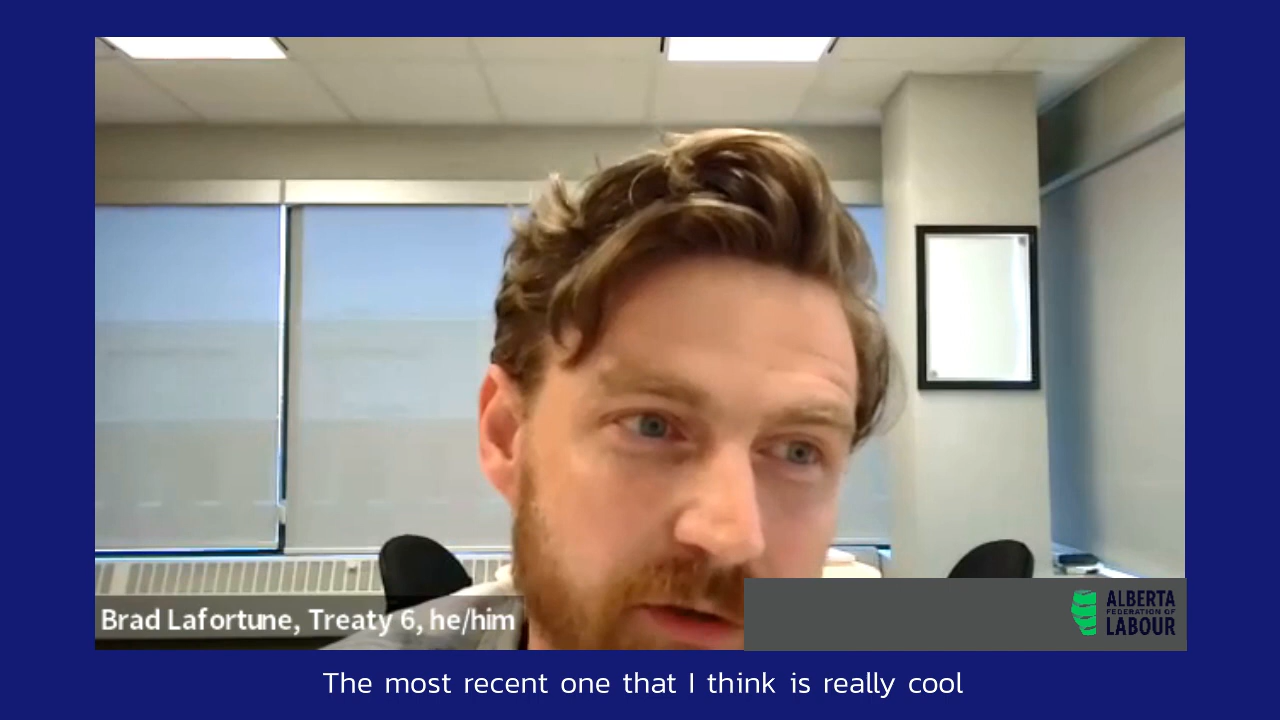 Brad Lafortune, Treaty 6, he/him
ALBERTA
FEDERATION OF
LABOUR
The most recent one that I think is really cool